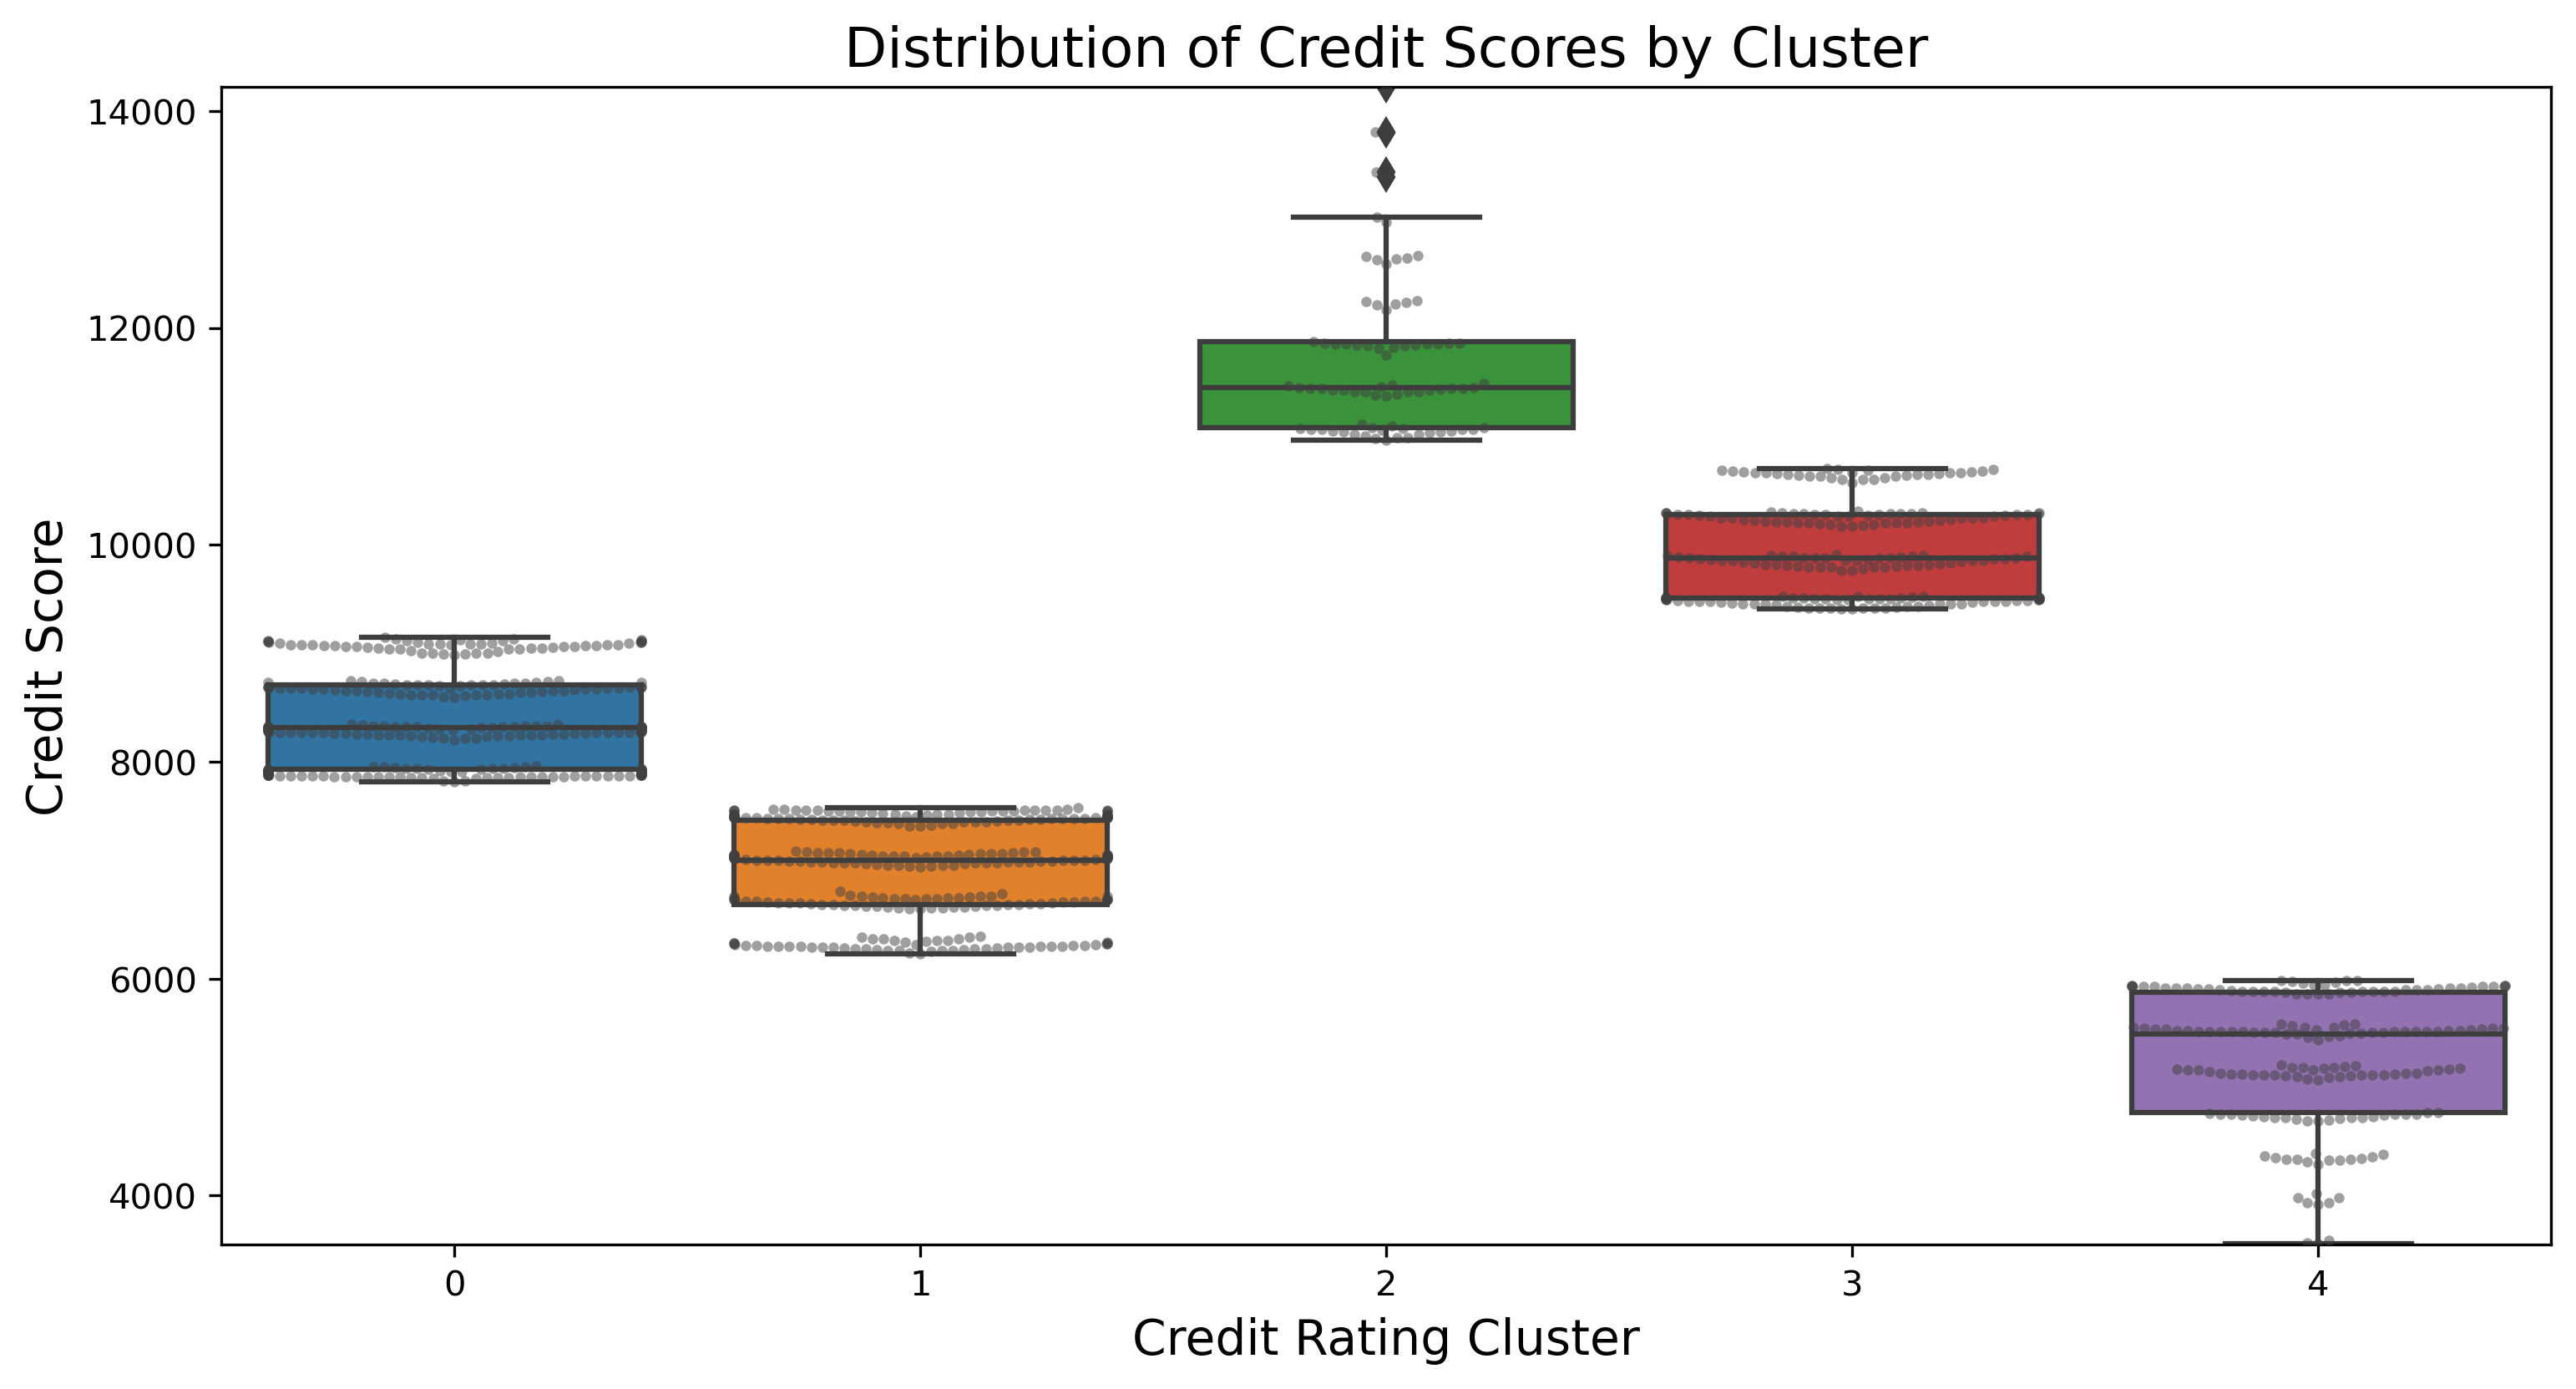 Distribution of Credit Scores by Cluster
14000
12000
10000
8000
6000
4000
Credit Score
0 1 2 3 4
Credit Rating Cluster